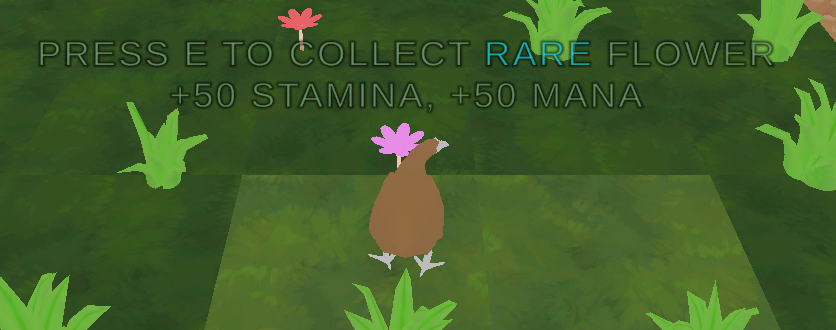 PRESS E TO COLLECT RARE FLOWER
+50 STAMINA, +50 MANA